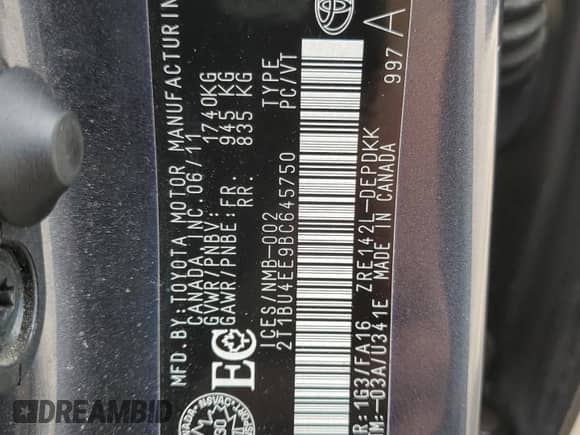 MFD. BY: TOYOTA MOTOR MANUFACTURIN
CANADA INC. 06/11
GVWR/PNBV: 1740KG
GAWR/PNBE: FR. 945 KG
RR. 835 KG
ICES/NMB-002 TYPE
2T1BU4EE9BC645750 PC/VT
EC
R: 1G3/FA16 ZRE142L-DEPDKK
M: -03A/U341E MADE IN CANADA
997 A
DREAMBID